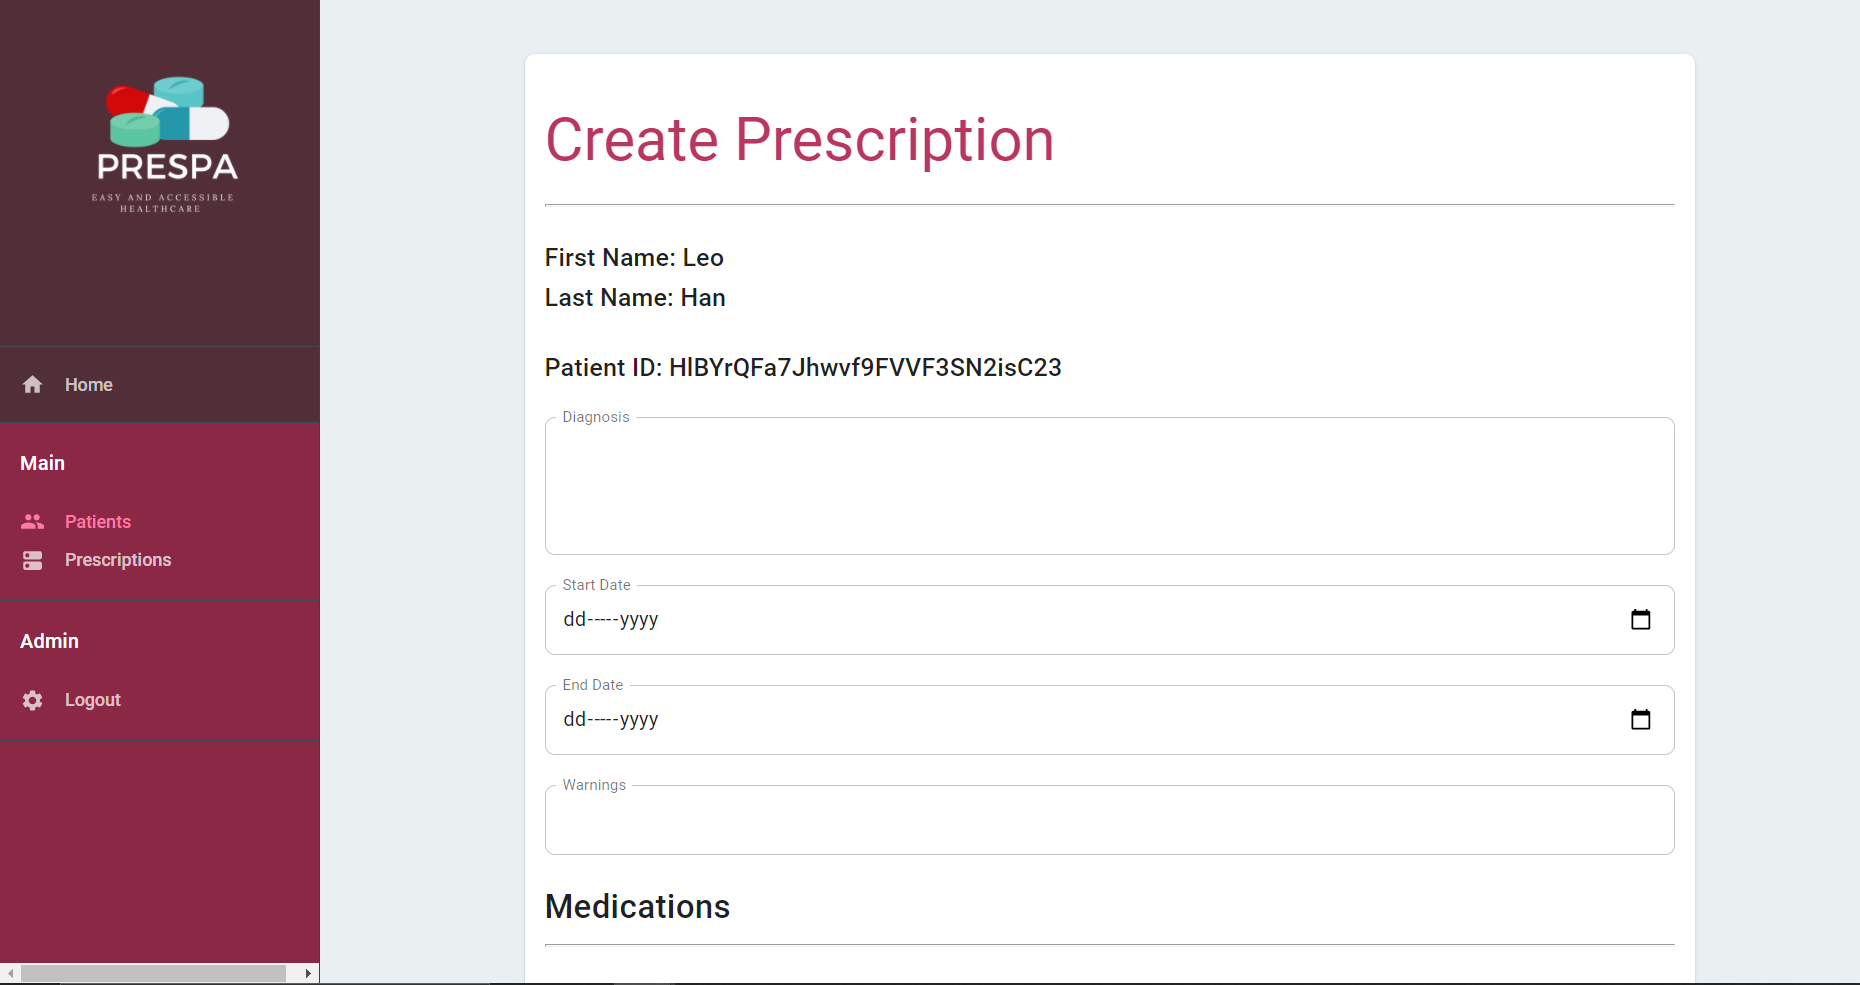 PRESPA
EASY AND ACCESSIBLE
HEALTHCARE
Home
Main
Patients
Prescriptions
Admin
Logout
Create Prescription
First Name: Leo
Last Name: Han
Patient ID: HlBYrQFa7Jhwvf9FVVF3SN2isC23
Diagnosis
Start Date
dd-----yyyy
End Date
dd-----yyyy
Warnings
Medications